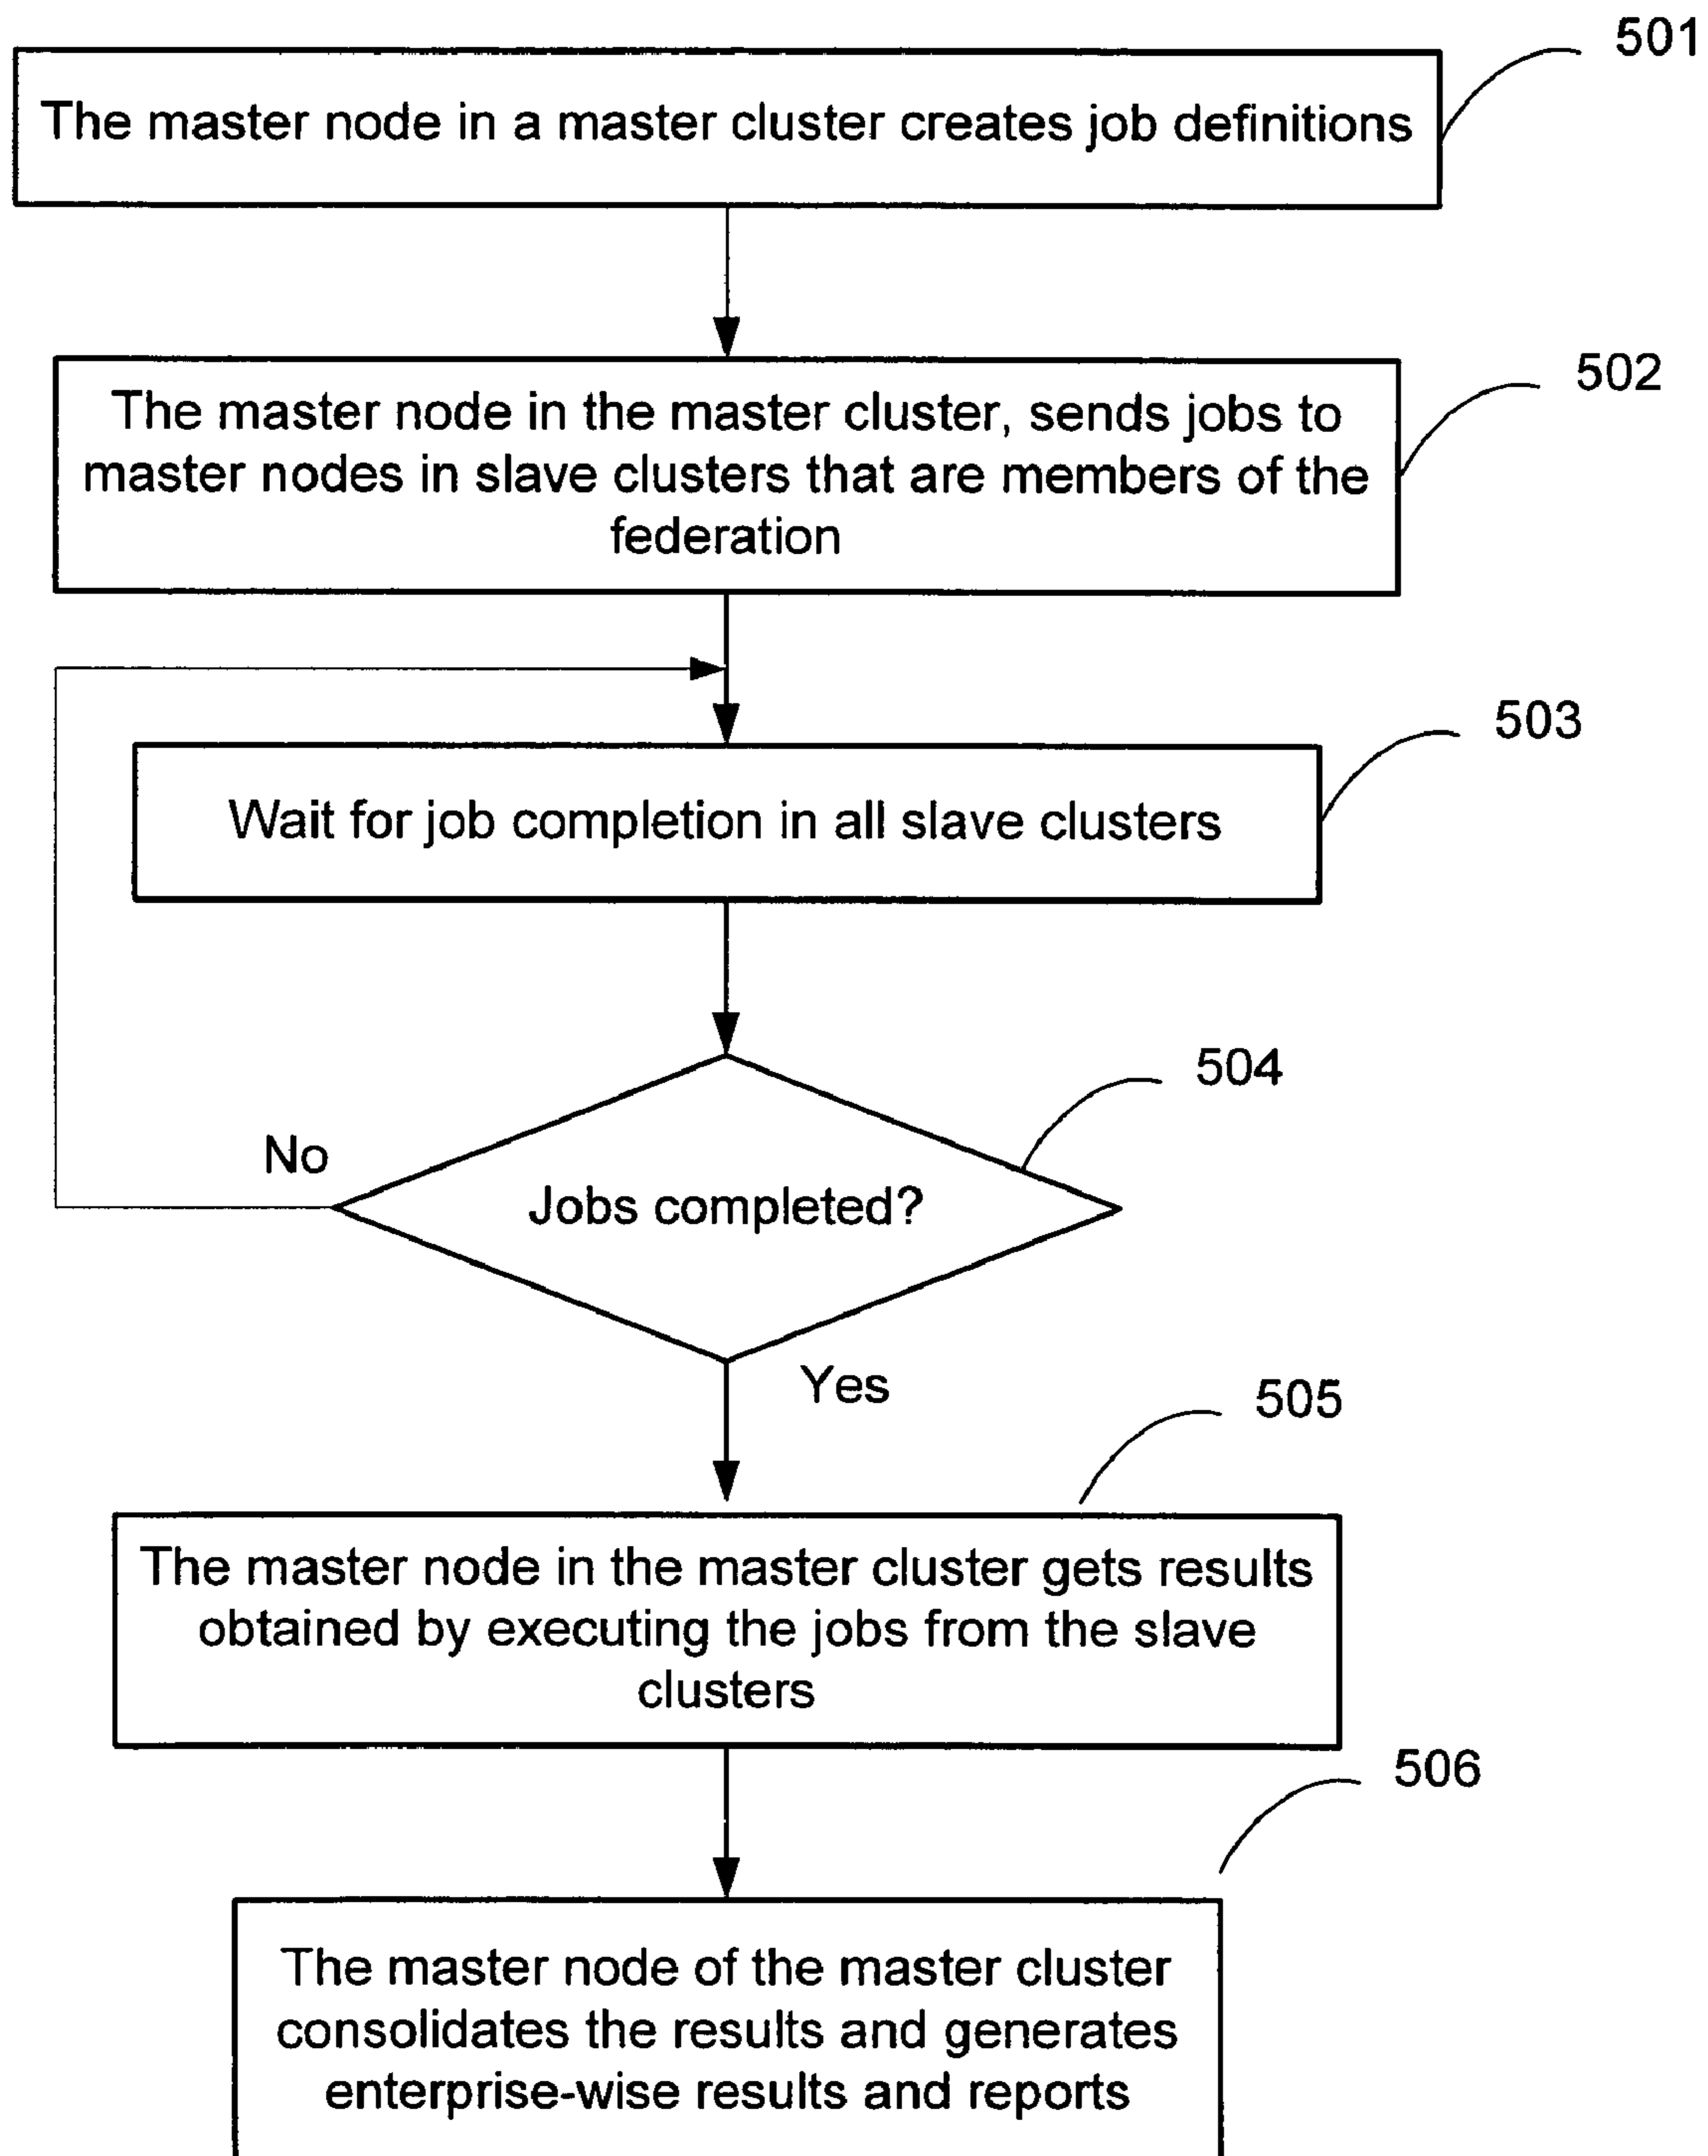 501
The master node in a master cluster creates job definitions
502
The master node in the master cluster, sends jobs to
master nodes in slave clusters that are members of the
federation
503
Wait for job completion in all slave clusters
504
No
Jobs completed?
Yes
505
The master node in the master cluster gets results
obtained by executing the jobs from the slave
clusters
506
The master node of the master cluster
consolidates the results and generates
enterprise-wise results and reports